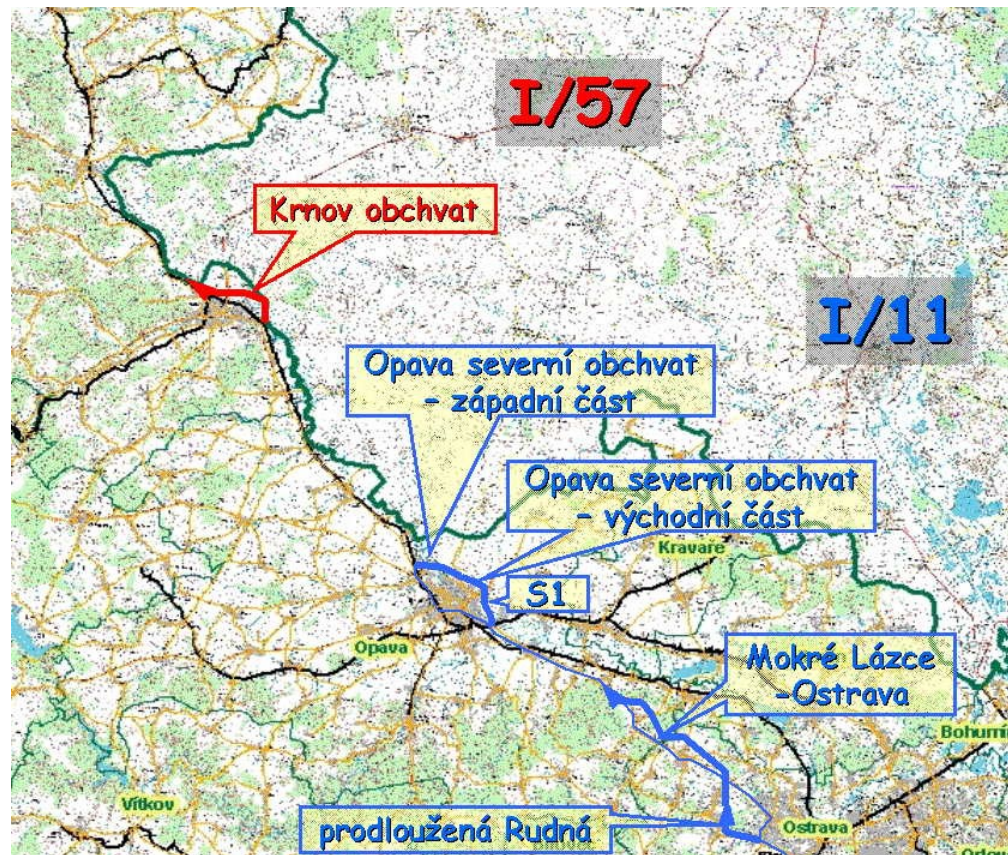 I/57
Krnov obchvat
I/11
Opava severní obchvat
- západní část
Opava severní obchvat
- východní část
Kravaře
S1
Opava
Mokré Lázce
-Ostrava
Bohumín
Vítkov
prodloužená Rudná
Ostrava